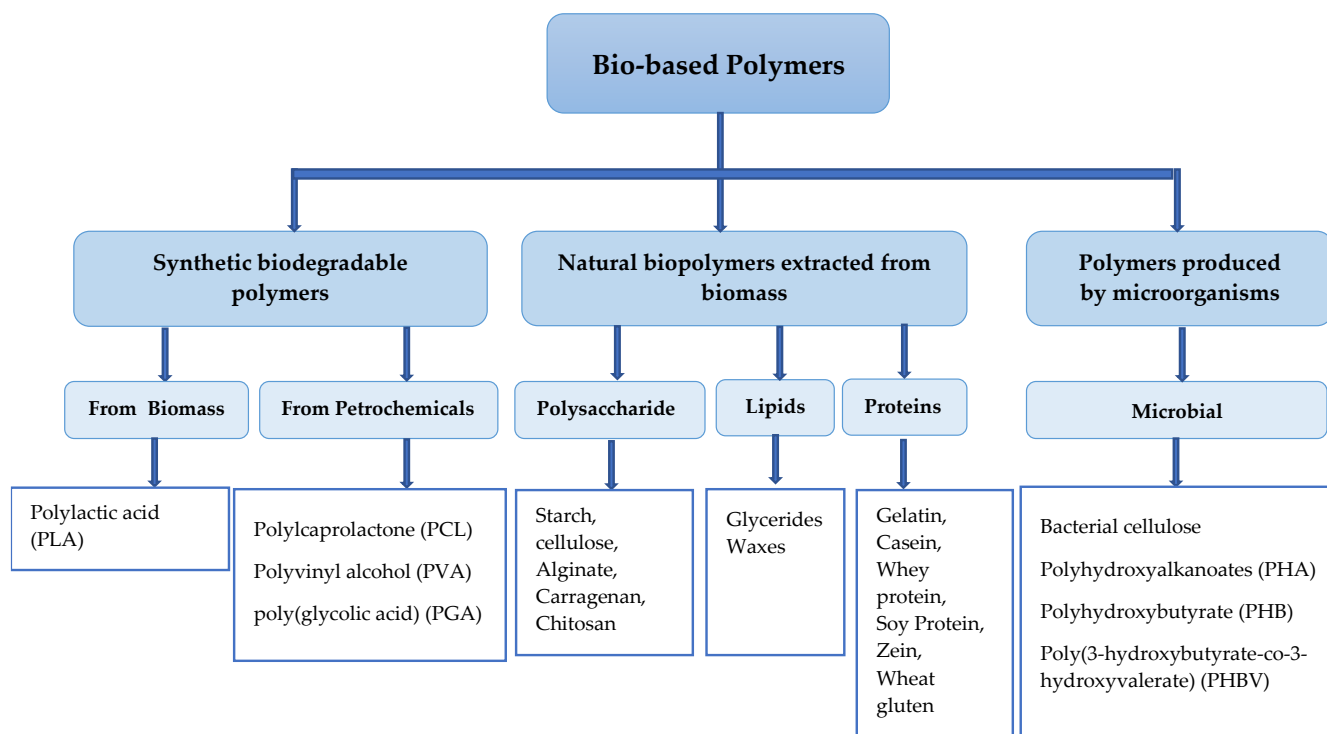 Bio-based Polymers
Synthetic biodegradable
polymers
Natural biopolymers extracted from
biomass
Polymers produced
by microorganisms
From Biomass
From Petrochemicals
Polysaccharide
Lipids
Proteins
Microbial
Polylactic acid
(PLA)
Polylcaprolactone (PCL)
Polyvinyl alcohol (PVA)
poly(glycolic acid) (PGA)
Starch,
cellulose,
Alginate,
Carragenan,
Chitosan
Glycerides
Waxes
Gelatin,
Casein,
Whey
protein,
Soy Protein,
Zein,
Wheat
gluten
Bacterial cellulose
Polyhydroxyalkanoates (PHA)
Polyhydroxybutyrate (PHB)
Poly(3-hydroxybutyrate-co-3-
hydroxyvalerate) (PHBV)